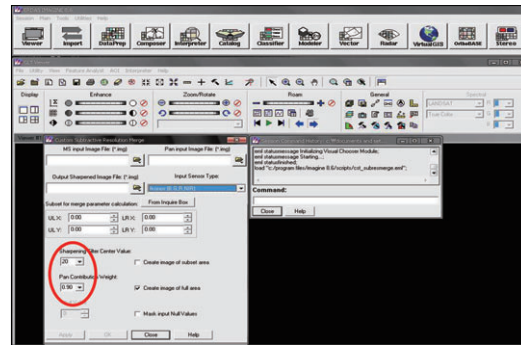 Session Main Tools Utilities Help
Viewer Import DataPrep Composer Interpreter Catalog Classifier Modeler Vector Radar VirtualGIS OrthoBASE Stereo
File Utility View Feature Analyst AOI Interpreter Help
Display Enhance Zoom/Rotate Roam General Spectral
LANDSAT
True Color
Custom Subtractive Resolution Merge
MS input Image File: (*.img) Pan input Image File: (*.img)
Output Sharpened Image File: (*.img) Input Sensor Type
Subset for merge parameter calculation: From Inquire Box
UL X: 0.00 LR X: 0.00
UL Y: 0.00 LR Y: 0.00
Sharpening Filter Center Value:
20 Create image of subset area
Pan Contribution Weight:
0.90 Create image of full area
Mask input Null Values
Apply OK Close Help
eml statusmessage Initializing Visual Chooser Module;
eml statusmessage Starting...;
eml statusfinished;
Command:
Close Help